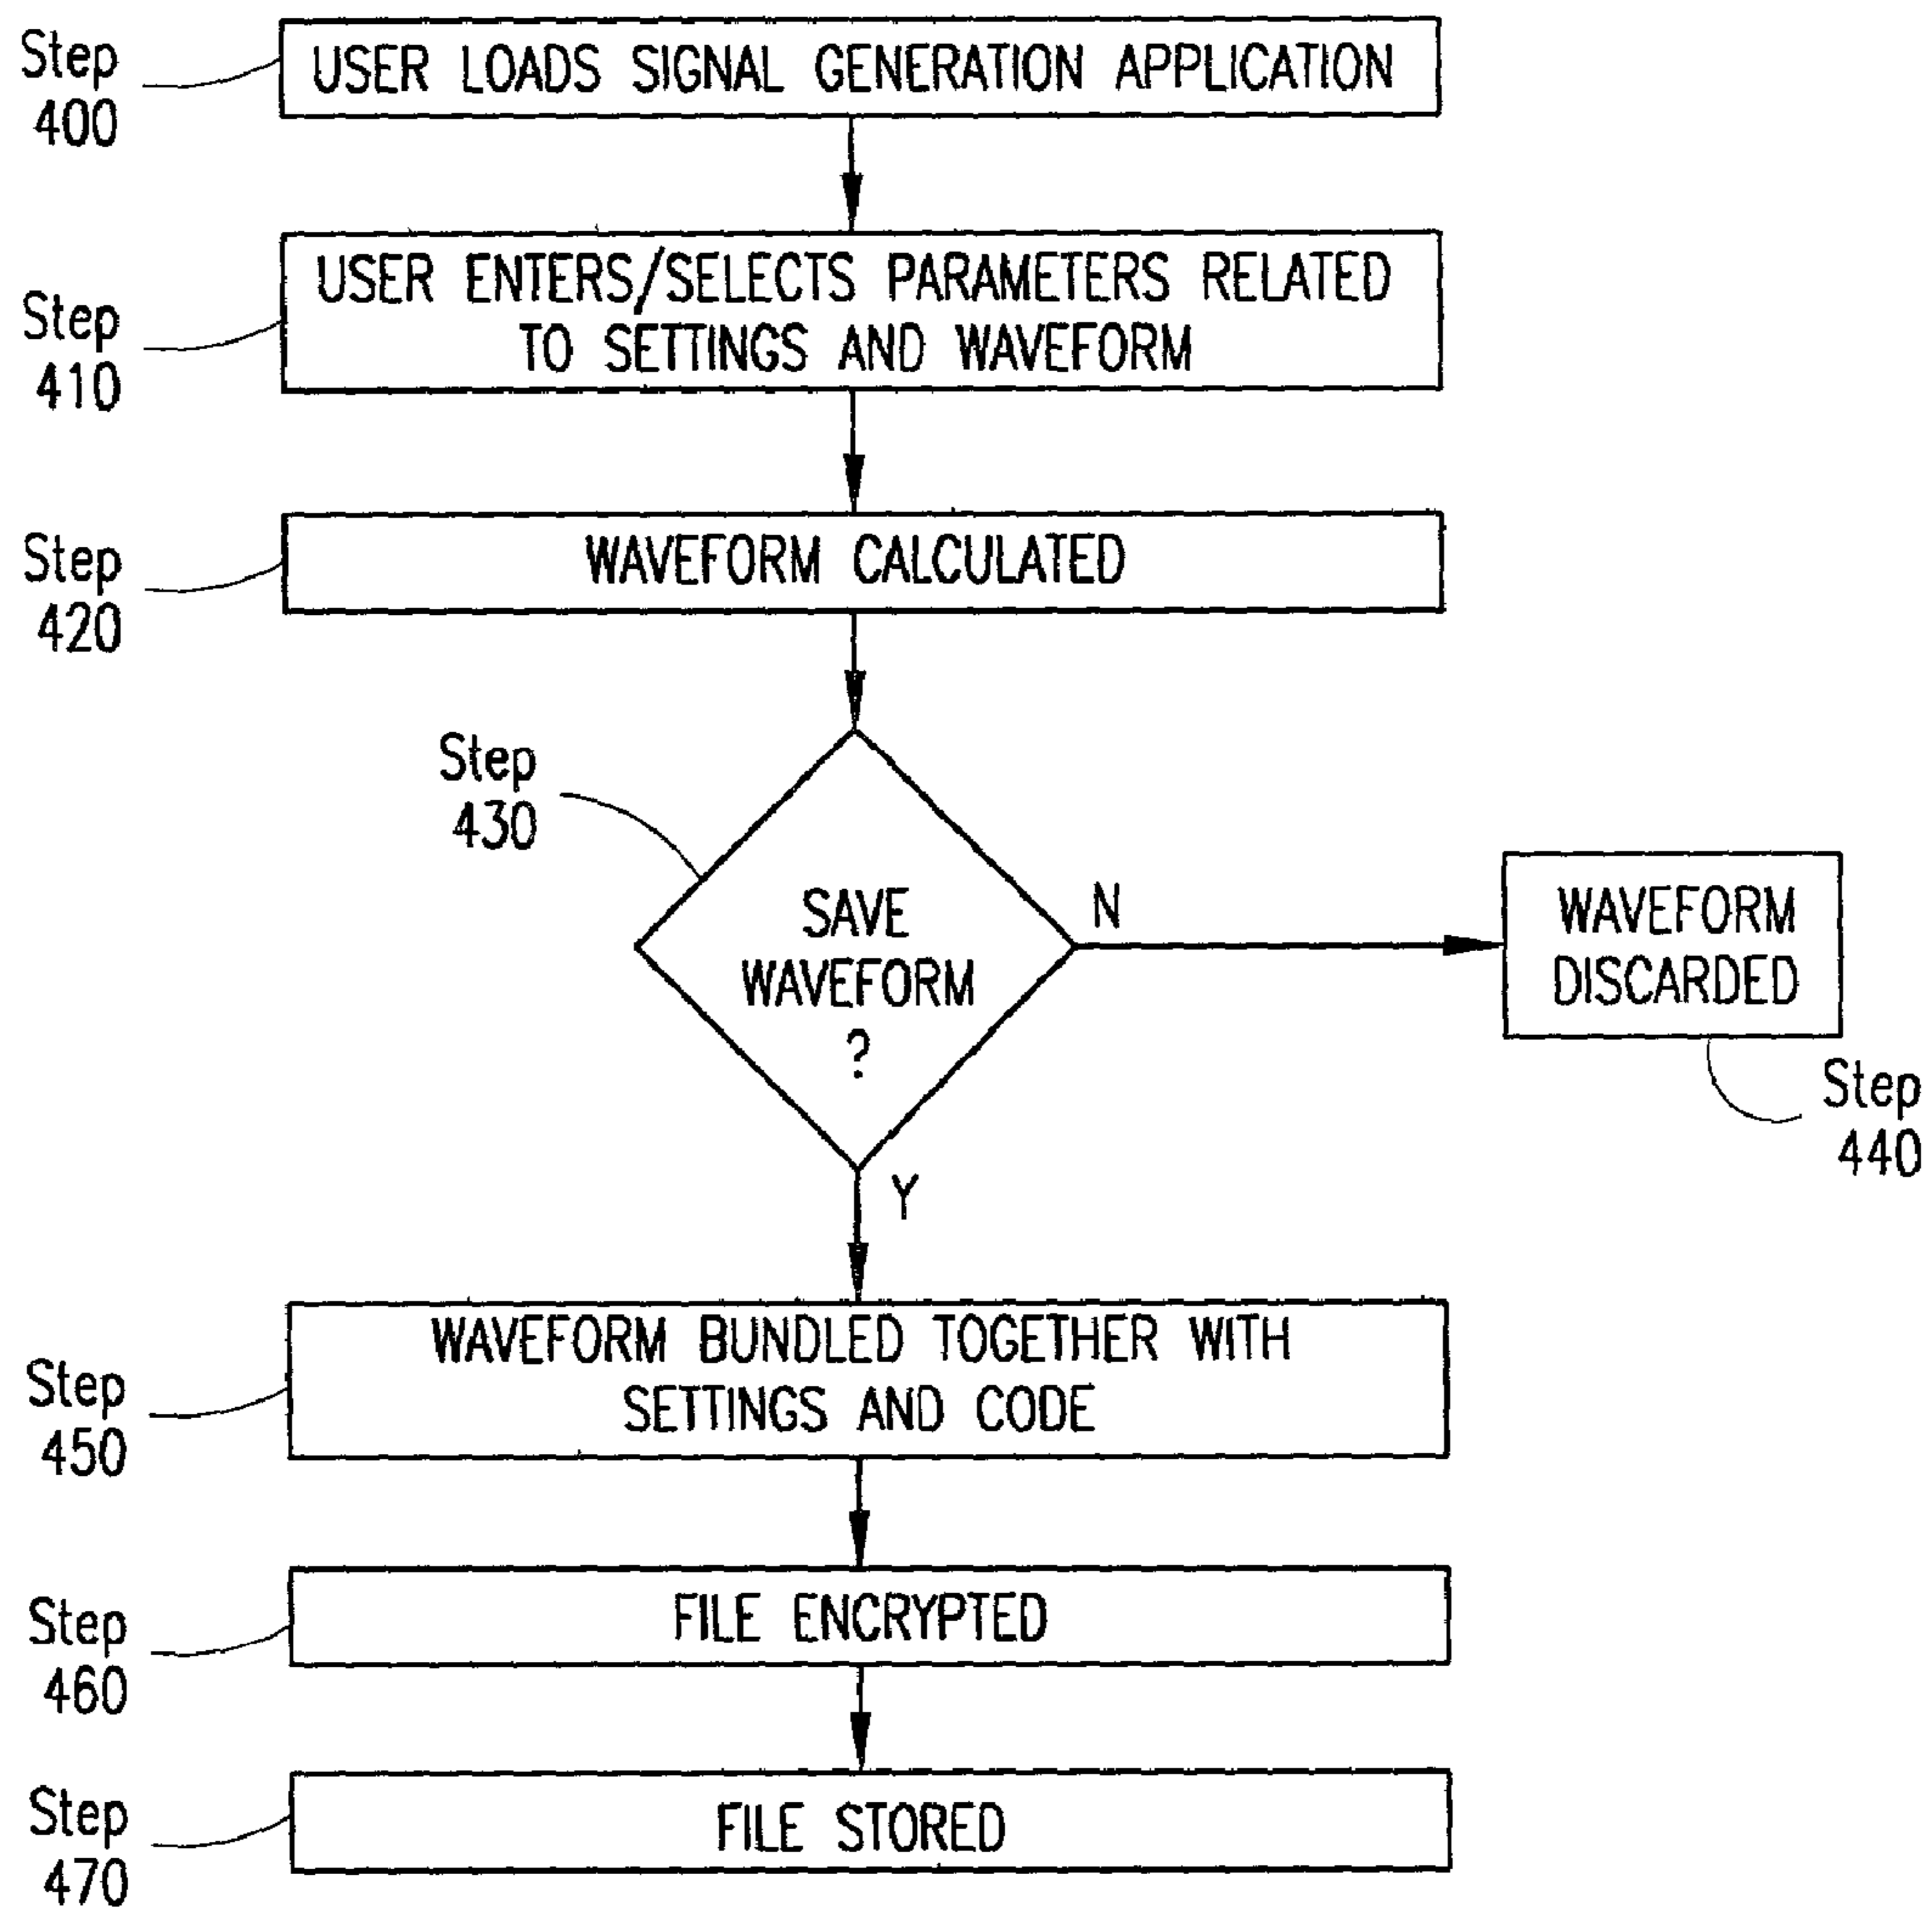 Step
400
USER LOADS SIGNAL GENERATION APPLICATION
Step
410
USER ENTERS/SELECTS PARAMETERS RELATED
TO SETTINGS AND WAVEFORM
Step
420
WAVEFORM CALCULATED
Step
430
SAVE
WAVEFORM
?
N
WAVEFORM
DISCARDED
Step
440
Y
Step
450
WAVEFORM BUNDLED TOGETHER WITH
SETTINGS AND CODE
Step
460
FILE ENCRYPTED
Step
470
FILE STORED